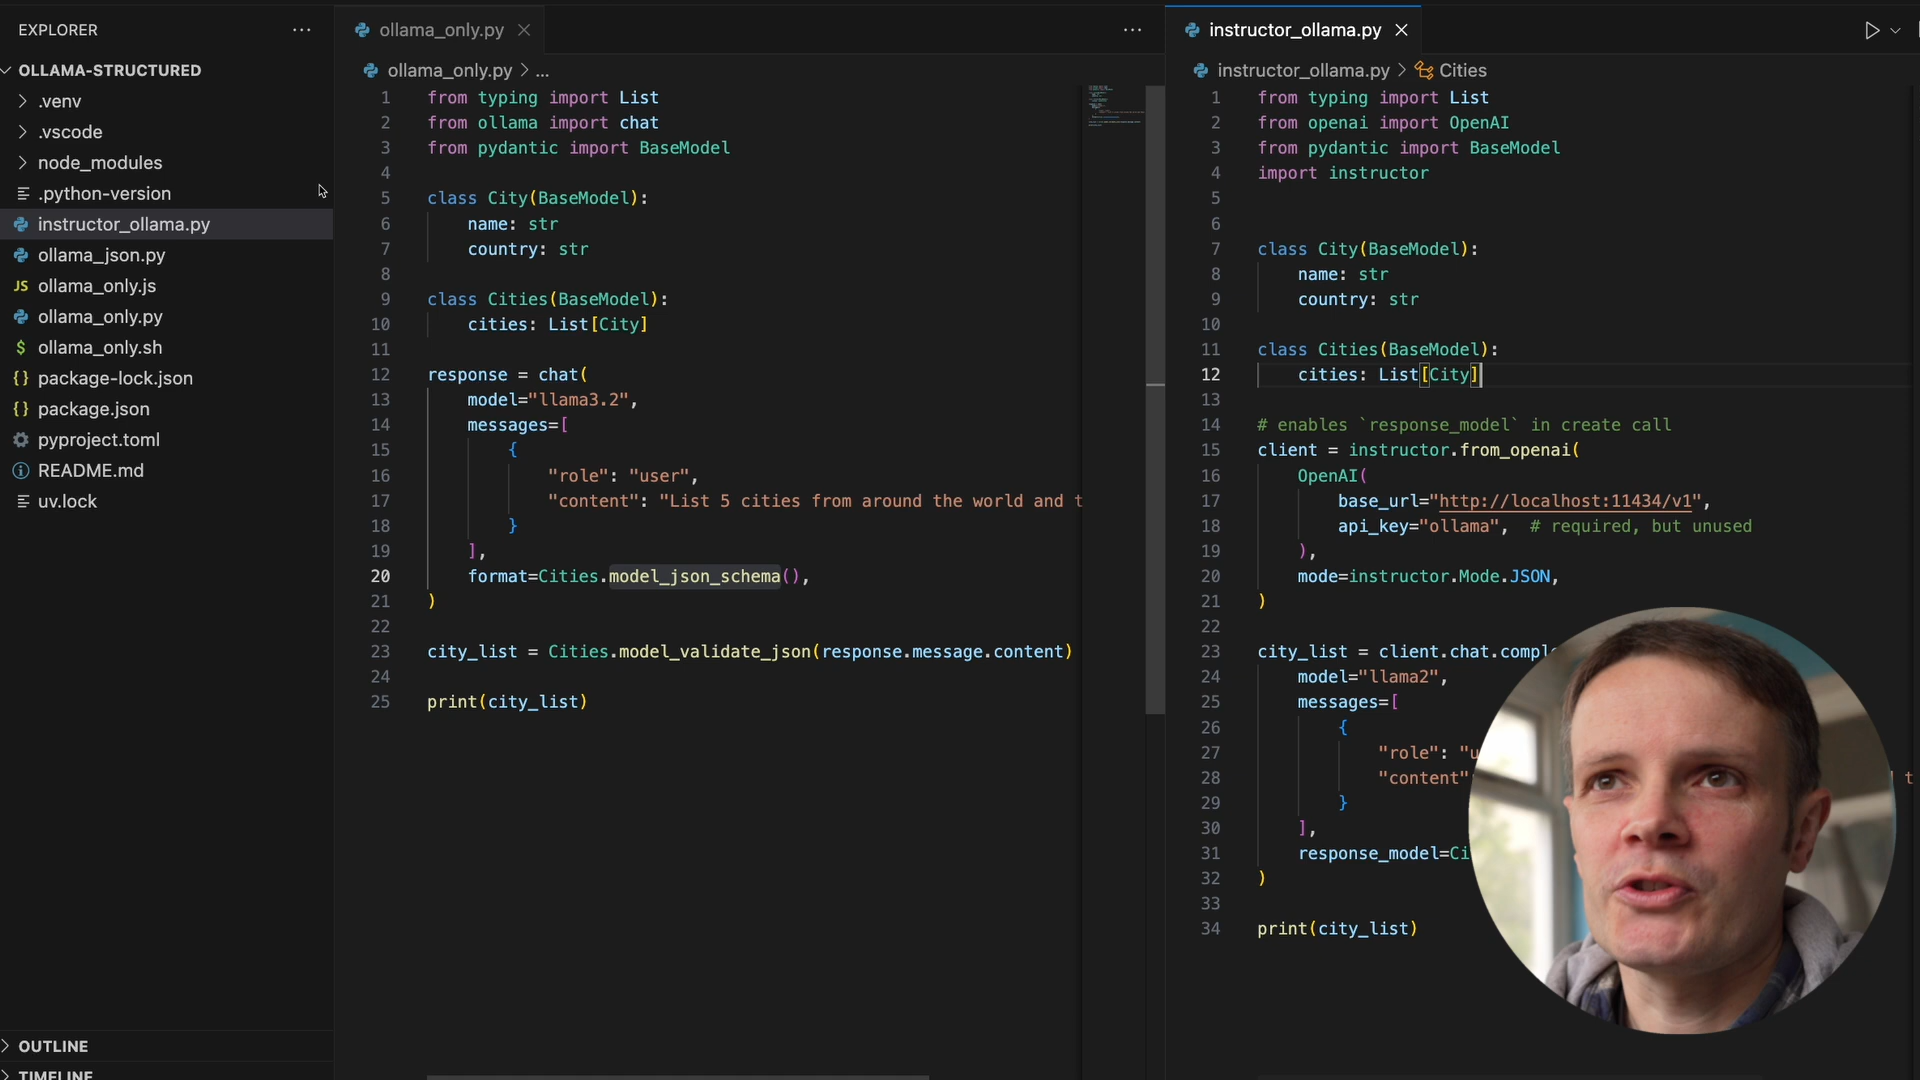 EXPLORER
OLLAMA-STRUCTURED
.venv
.vscode
node_modules
.python-version
instructor_ollama.py
ollama_json.py
JS ollama_only.js
ollama_only.py
$ ollama_only.sh
{} package-lock.json
{} package.json
pyproject.toml
README.md
uv.lock
OUTLINE
TIMELINE
ollama_only.py
ollama_only.py > ...
1 from typing import List
2 from ollama import chat
3 from pydantic import BaseModel
4
5 class City(BaseModel):
6 name: str
7 country: str
8
9 class Cities(BaseModel):
10 cities: List[City]
11
12 response = chat(
13 model="llama3.2",
14 messages=[
15 {
16 "role": "user",
17 "content": "List 5 cities from around the world and t
18 }
19 ],
20 format=Cities.model_json_schema(),
21 )
22
23 city_list = Cities.model_validate_json(response.message.content)
24
25 print(city_list)
instructor_ollama.py
instructor_ollama.py > Cities
1 from typing import List
2 from openai import OpenAI
3 from pydantic import BaseModel
4 import instructor
5
6
7 class City(BaseModel):
8 name: str
9 country: str
10
11 class Cities(BaseModel):
12 cities: List[City]
13
14 # enables `response_model` in create call
15 client = instructor.from_openai(
16 OpenAI(
17 base_url="http://localhost:11434/v1",
18 api_key="ollama", # required, but unused
19 ),
20 mode=instructor.Mode.JSON,
21 )
22
23 city_list = client.chat.comple
24 model="llama2",
25 messages=[
26 {
27 "role": "u
28 "content" t
29 }
30 ],
31 response_model=Ci
32 )
33
34 print(city_list)